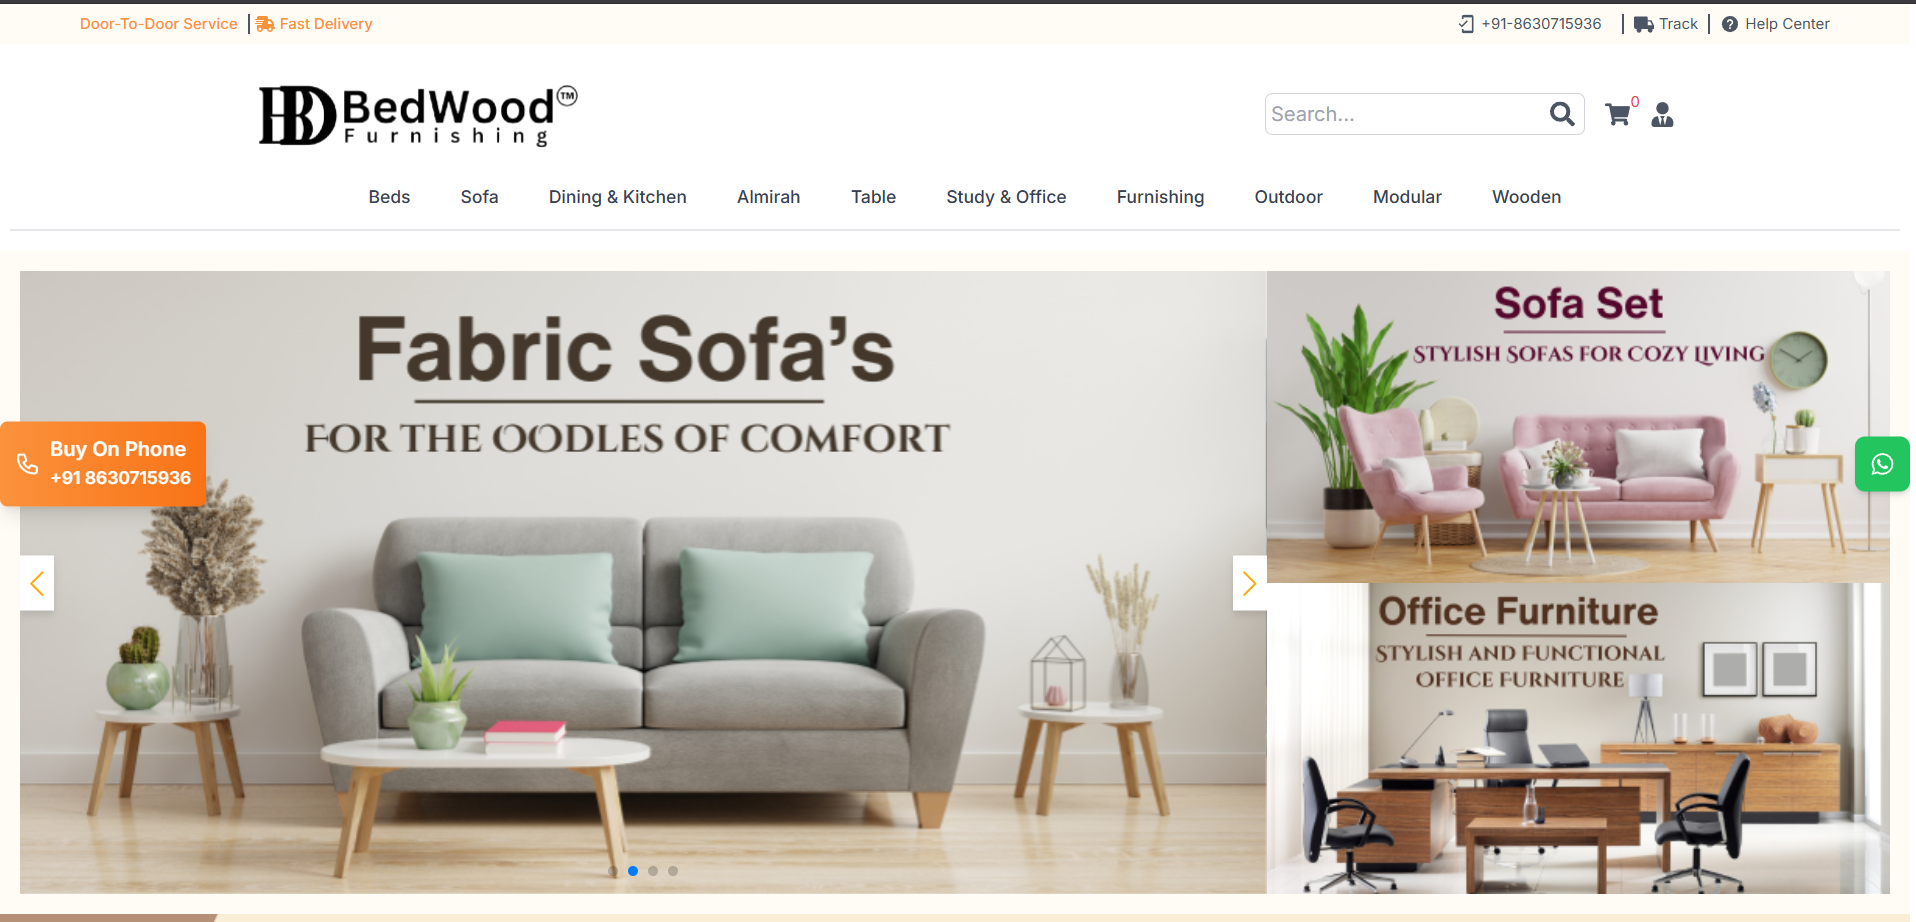 Door-To-Door Service
Fast Delivery
+91-8630715936
Track
Help Center
BD BedWood TM
Furnishing
Search...
0
Beds
Sofa
Dining & Kitchen
Almirah
Table
Study & Office
Furnishing
Outdoor
Modular
Wooden
Fabric Sofa's
For the Oodles of Comfort
Buy On Phone
+91 8630715936
Sofa Set
Stylish Sofas for Cozy Living
Office Furniture
Stylish and Functional
Office Furniture